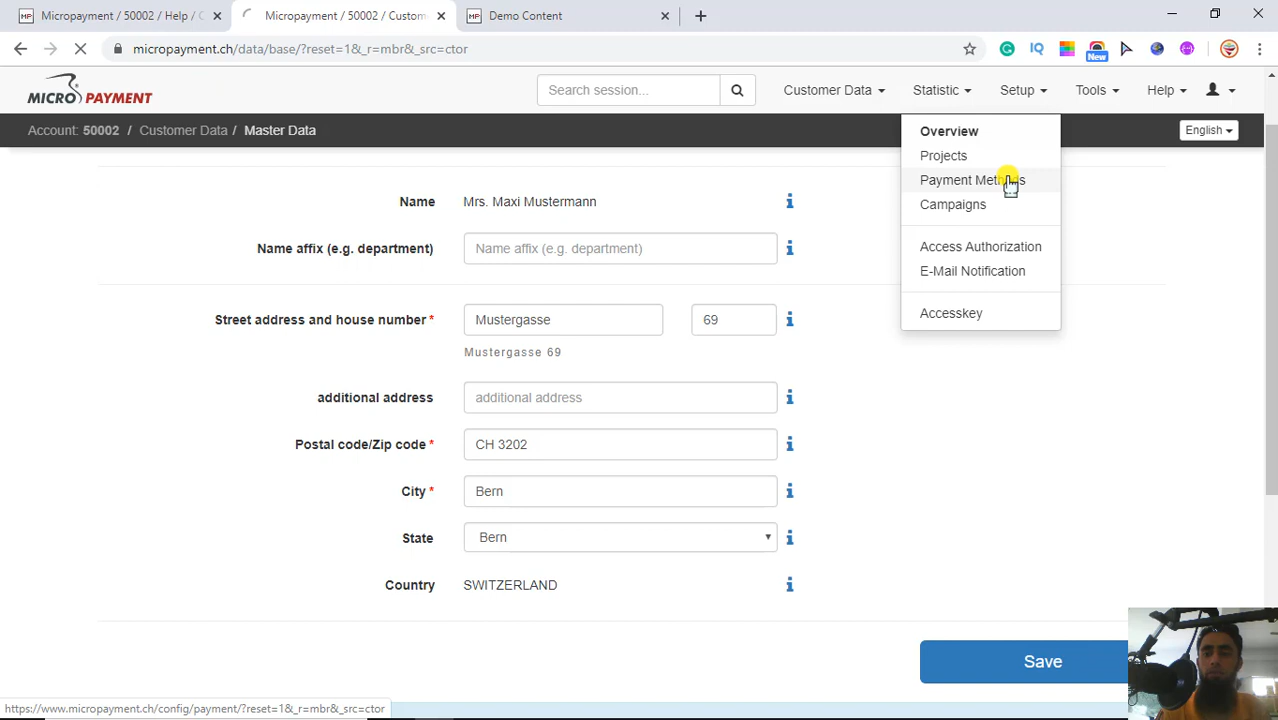 Micropayment / 50002 / Help / C
Micropayment / 50002 / Custom
Demo Content
micropayment.ch/data/base/?reset=1&_r=mbr&_src=ctor
New
MICROPAYMENT
Search session...
Customer Data
Statistic
Setup
Tools
Help
Account: 50002 / Customer Data / Master Data
English
Overview
Projects
Payment Methods
Campaigns
Access Authorization
E-Mail Notification
Accesskey
Name Mrs. Maxi Mustermann
Name affix (e.g. department) Name affix (e.g. department)
Street address and house number * Mustergasse 69
Mustergasse 69
additional address additional address
Postal code/Zip code * CH 3202
City * Bern
State Bern
Country SWITZERLAND
Save
https://www.micropayment.ch/config/payment/?reset=1&_r=mbr&_src=ctor